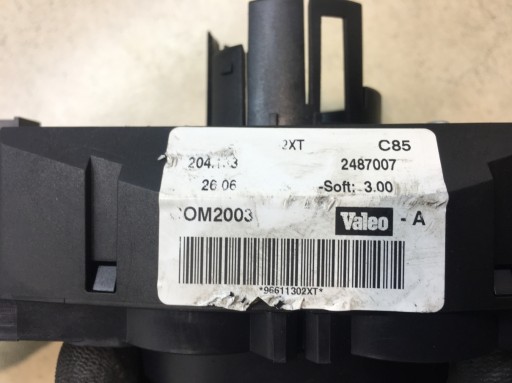 2XT C85
2487007
26 06 -Soft: 3.00
OM2003 Valeo - A
*96611302XT*